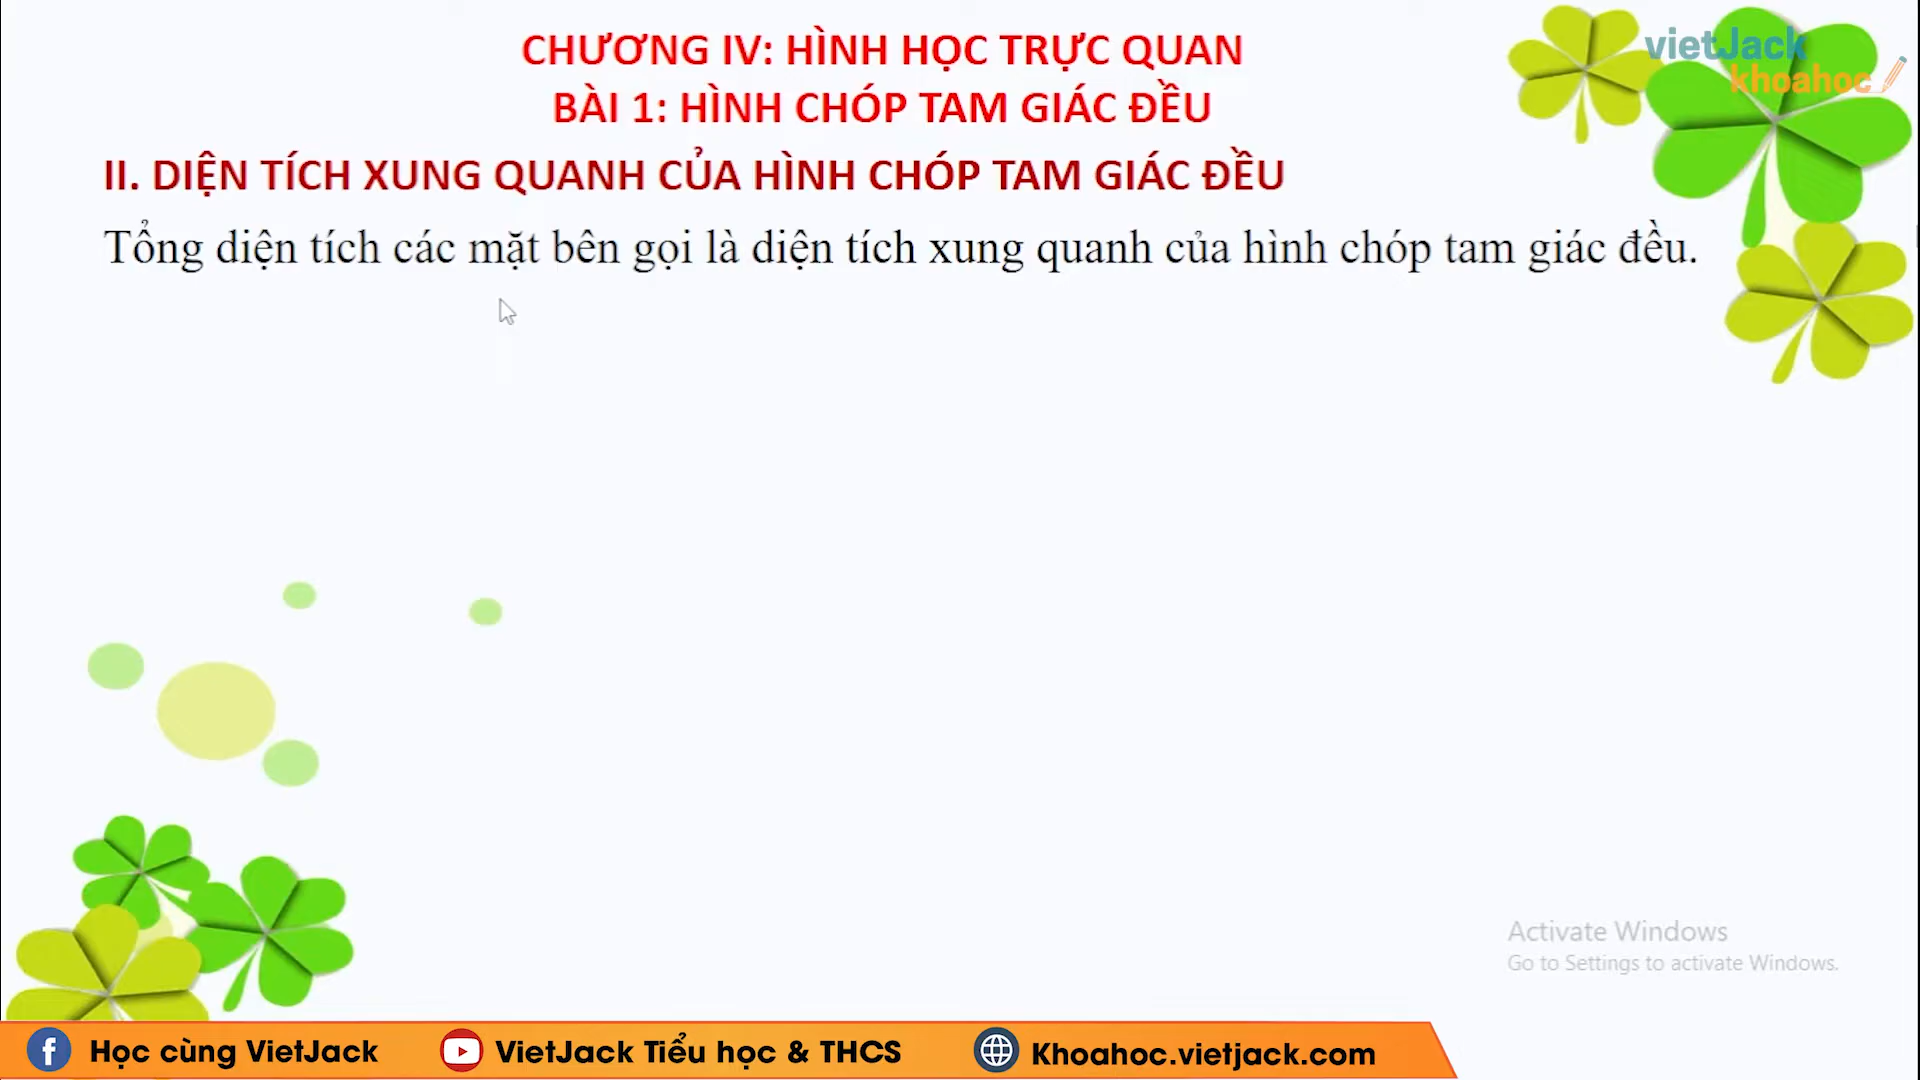 CHƯƠNG IV: HÌNH HỌC TRỰC QUAN
BÀI 1: HÌNH CHÓP TAM GIÁC ĐỀU
vietJack
khoahoc
II. DIỆN TÍCH XUNG QUANH CỦA HÌNH CHÓP TAM GIÁC ĐỀU
Tổng diện tích các mặt bên gọi là diện tích xung quanh của hình chóp tam giác đều.
Activate Windows
Go to Settings to activate Windows.
Học cùng VietJack
VietJack Tiểu học & THCS
Khoahoc.vietjack.com